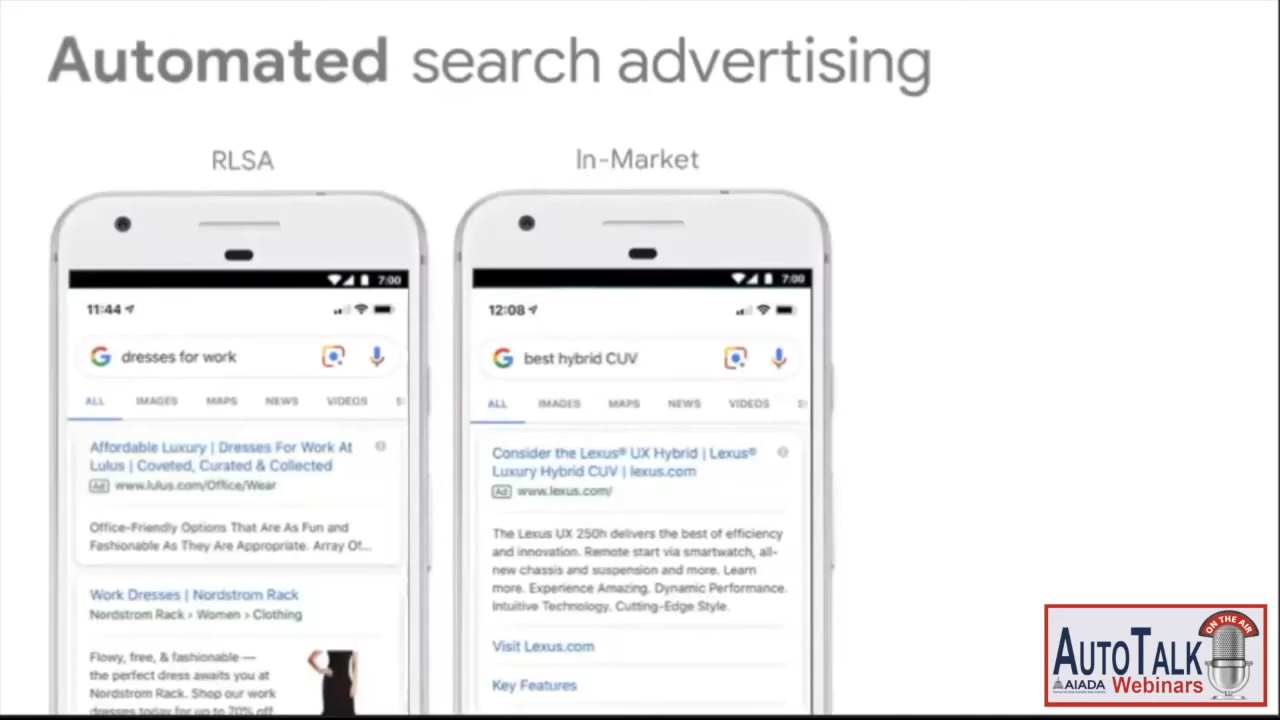 Automated search advertising
RLSA
In-Market
7:00
11:44
dresses for work
ALL IMAGES MAPS NEWS VIDEOS S
Affordable Luxury | Dresses For Work At
Lulus | Coveted, Curated & Collected
Ad www.lulus.com/Office/Wear
Office-Friendly Options That Are As Fun and
Fashionable As They Are Appropriate. Array Of...
Work Dresses | Nordstrom Rack
Nordstrom Rack › Women › Clothing
Flowy, free, & fashionable —
the perfect dress awaits you at
Nordstrom Rack. Shop our work
dresses today for up to 20% off
7:00
12:08
best hybrid CUV
ALL IMAGES MAPS NEWS VIDEOS S
Consider the Lexus® UX Hybrid | Lexus®
Luxury Hybrid CUV | lexus.com
Ad www.lexus.com/
The Lexus UX 250h delivers the best of efficiency
and innovation. Remote start via smartwatch, all-
new chassis and suspension and more. Learn
more. Experience Amazing. Dynamic Performance.
Intuitive Technology. Cutting-Edge Style.
Visit Lexus.com
Key Features
ON THE AIR
AUTOTALK
AIADA Webinars